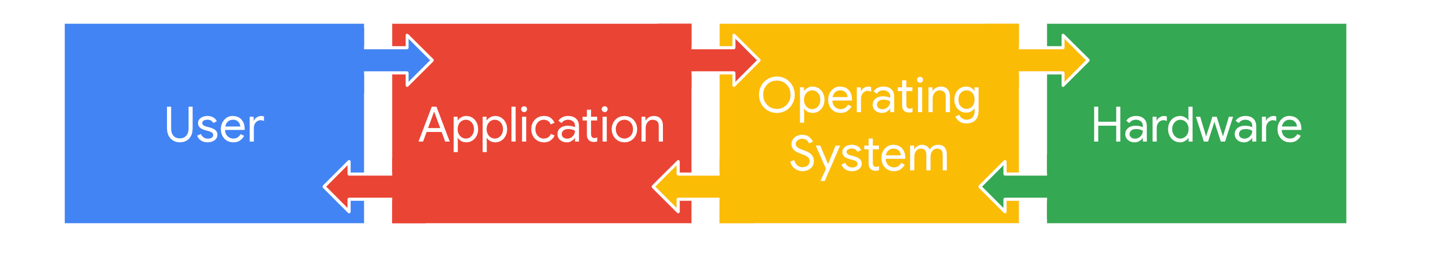 User
Application
Operating
System
Hardware